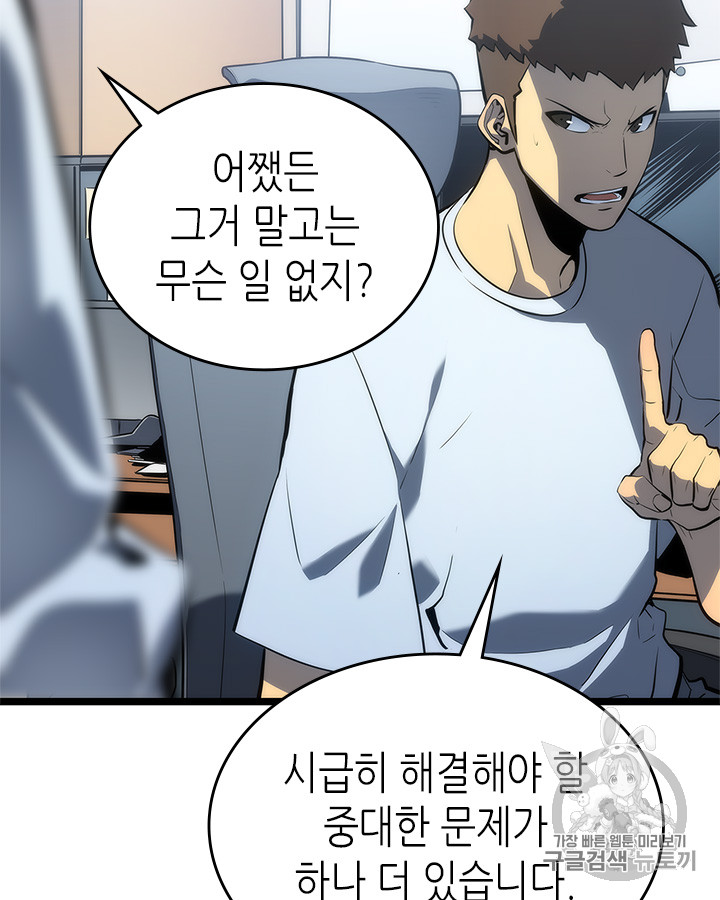 어쨌든
그거 말고는
무슨 일 없지?
시급히 해결해야 할
중대한 문제가
하나 더 있습니다.
가장 빠른 웹툰 미리보기
구글검색 뉴토끼